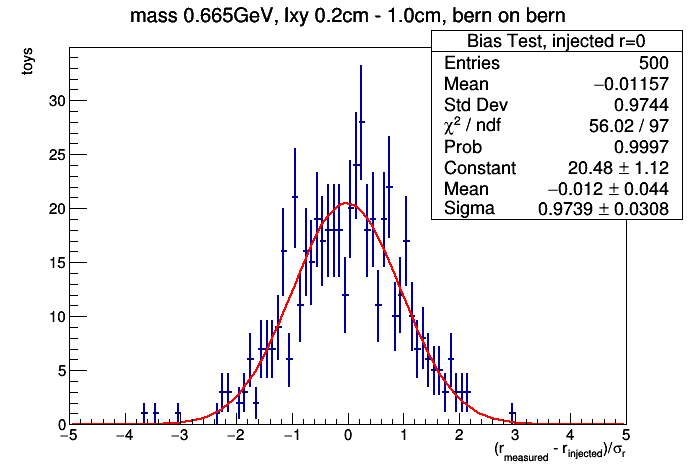 mass 0.665GeV, lxy 0.2cm - 1.0cm, bern on bern
toys
Bias Test, injected r=0
Entries 500
Mean −0.01157
Std Dev 0.9744
χ² / ndf 56.02 / 97
Prob 0.9997
Constant 20.48 ± 1.12
Mean −0.012 ± 0.044
Sigma 0.9739 ± 0.0308
30
25
20
15
10
5
0
−5 −4 −3 −2 −1 0 1 2 3 4 5
(r_measured - r_injected)/σ_r